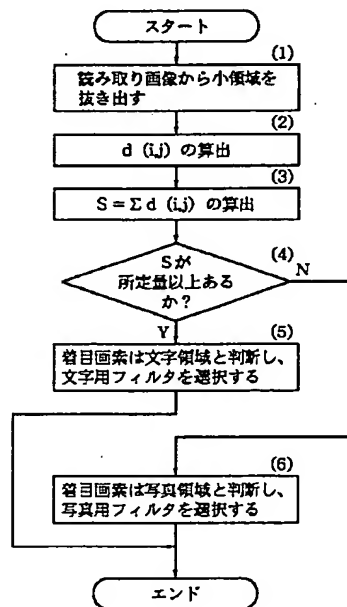 スタート
(1)
読み取り画像から小領域を
抜き出す
(2)
d (i,j) の算出
(3)
S=Σd (i,j) の算出
(4)
Sが
所定量以上ある
か?
N
Y
(5)
着目画素は文字領域と判断し、
文字用フィルタを選択する
(6)
着目画素は写真領域と判断し、
写真用フィルタを選択する
エンド